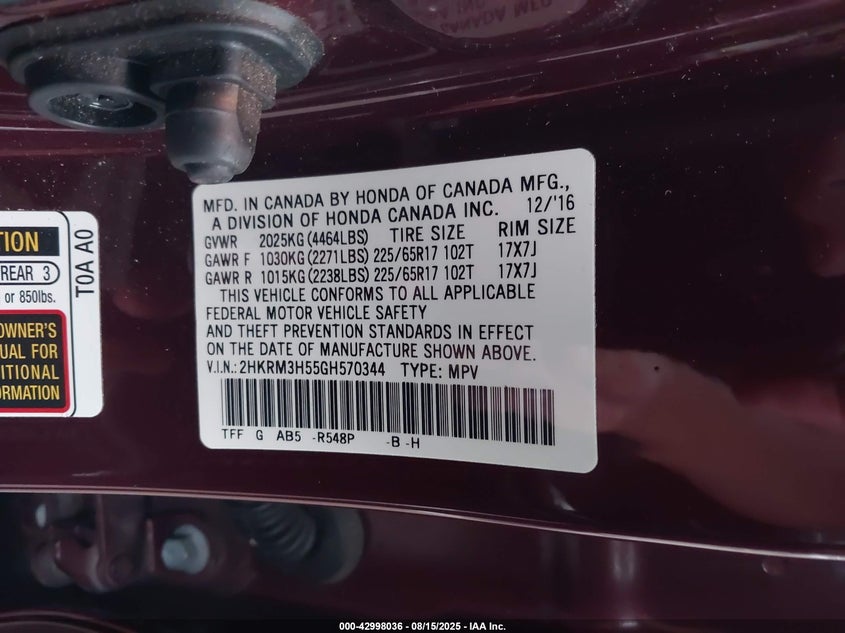 CANADA MFD
MFD. IN CANADA BY HONDA OF CANADA MFG.,
A DIVISION OF HONDA CANADA INC. 12/'16
GVWR 2025KG (4464LBS) TIRE SIZE RIM SIZE
GAWR F 1030KG (2271LBS) 225/65R17 102T 17X7J
GAWR R 1015KG (2238LBS) 225/65R17 102T 17X7J
THIS VEHICLE CONFORMS TO ALL APPLICABLE
FEDERAL MOTOR VEHICLE SAFETY
AND THEFT PREVENTION STANDARDS IN EFFECT
ON THE DATE OF MANUFACTURE SHOWN ABOVE.
V.I.N.: 2HKRM3H55GH570344 TYPE: MPV
TFF G AB5 -R548P -B -H
TION
REAR 3
or 850lbs.
OWNER'S
UAL FOR
ITIONAL
ORMATION
T0A A0
000-42998036 - 08/15/2025 - IAA Inc.